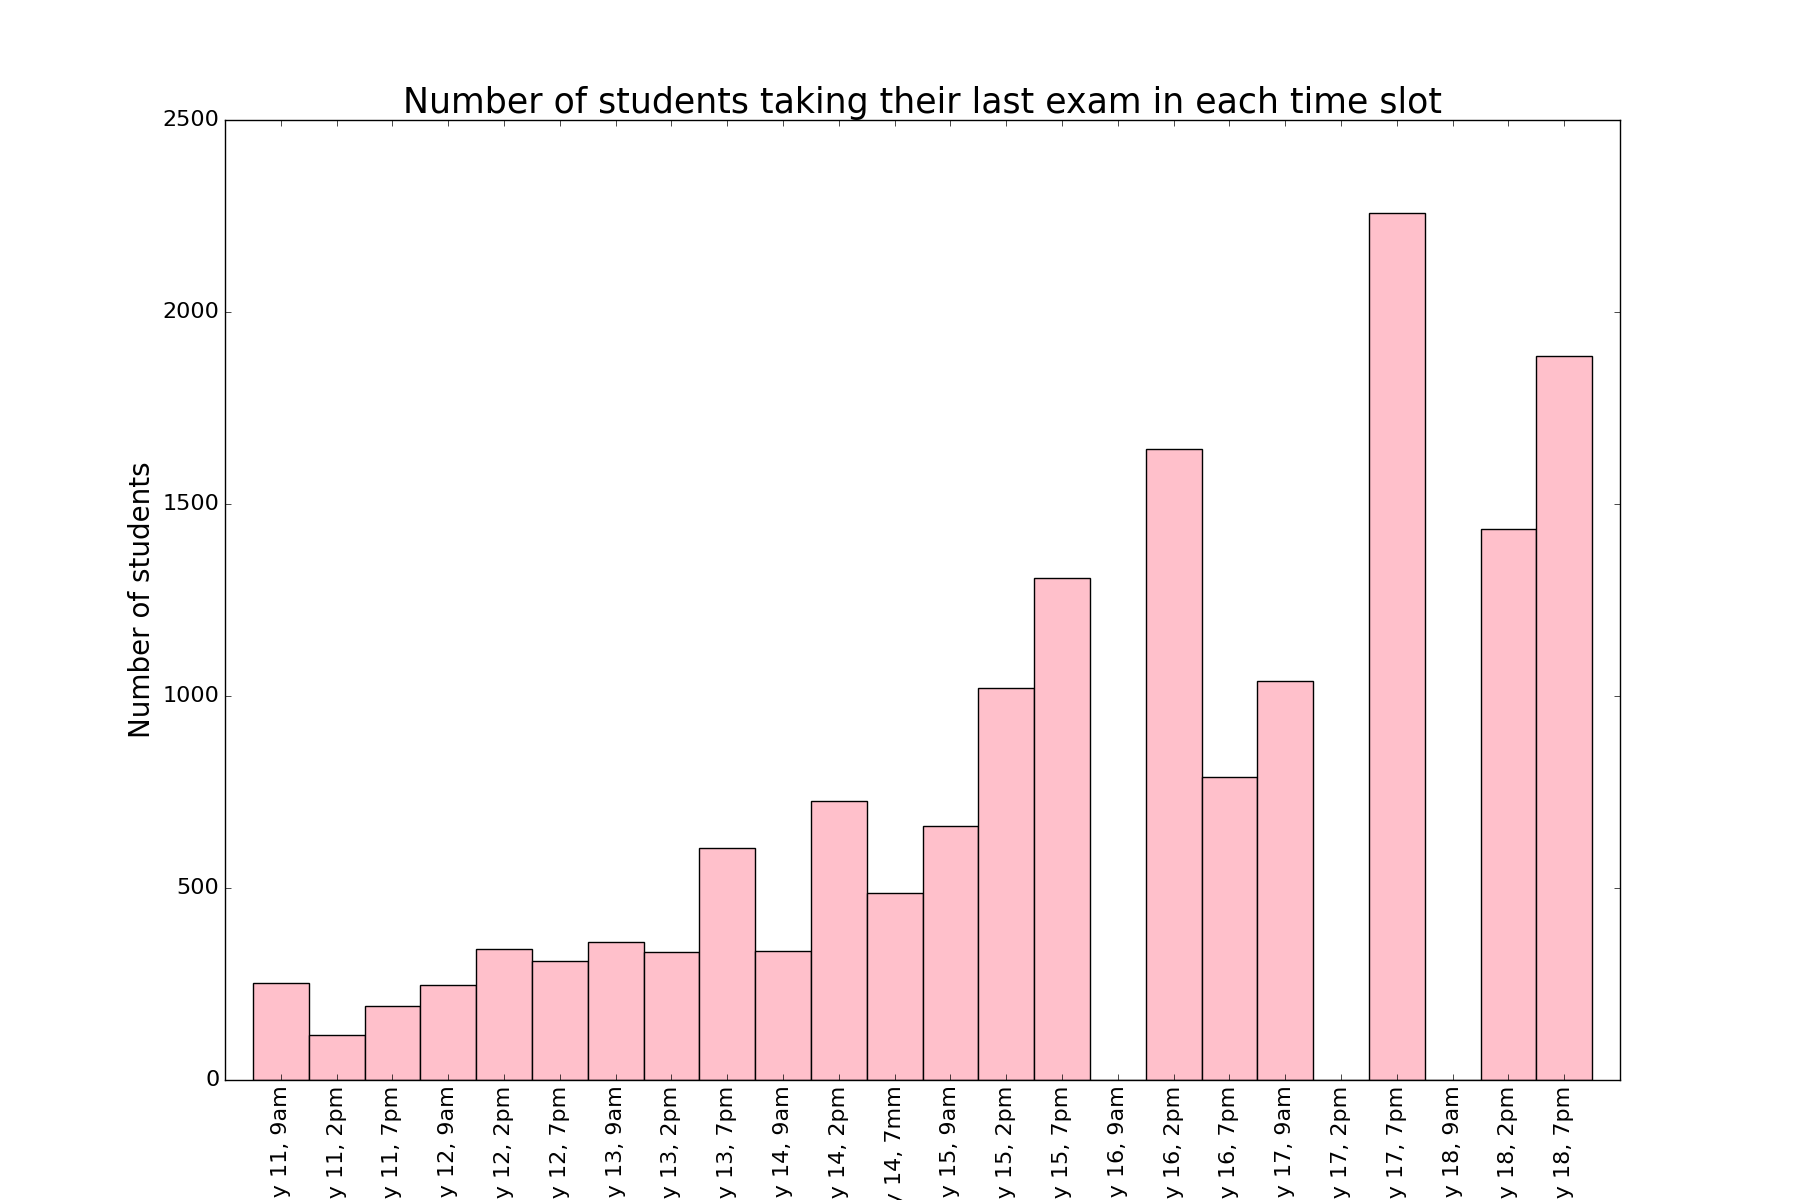 Number of students taking their last exam in each time slot
2500
2000
1500
1000
500
0
Number of students
y 11, 9am
y 11, 2pm
y 11, 7pm
y 12, 9am
y 12, 2pm
y 12, 7pm
y 13, 9am
y 13, 2pm
y 13, 7pm
y 14, 9am
y 14, 2pm
y 14, 7mm
y 15, 9am
y 15, 2pm
y 15, 7pm
y 16, 9am
y 16, 2pm
y 16, 7pm
y 17, 9am
y 17, 2pm
y 17, 7pm
y 18, 9am
y 18, 2pm
y 18, 7pm